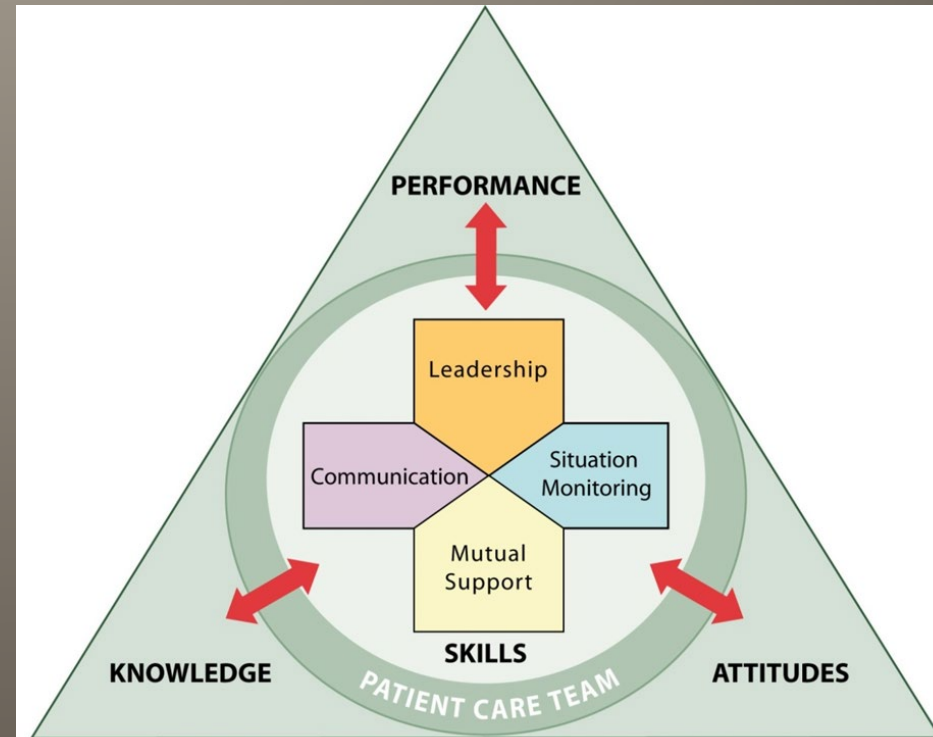 PERFORMANCE
Leadership
Communication
Situation
Monitoring
Mutual
Support
SKILLS
KNOWLEDGE
ATTITUDES
PATIENT CARE TEAM